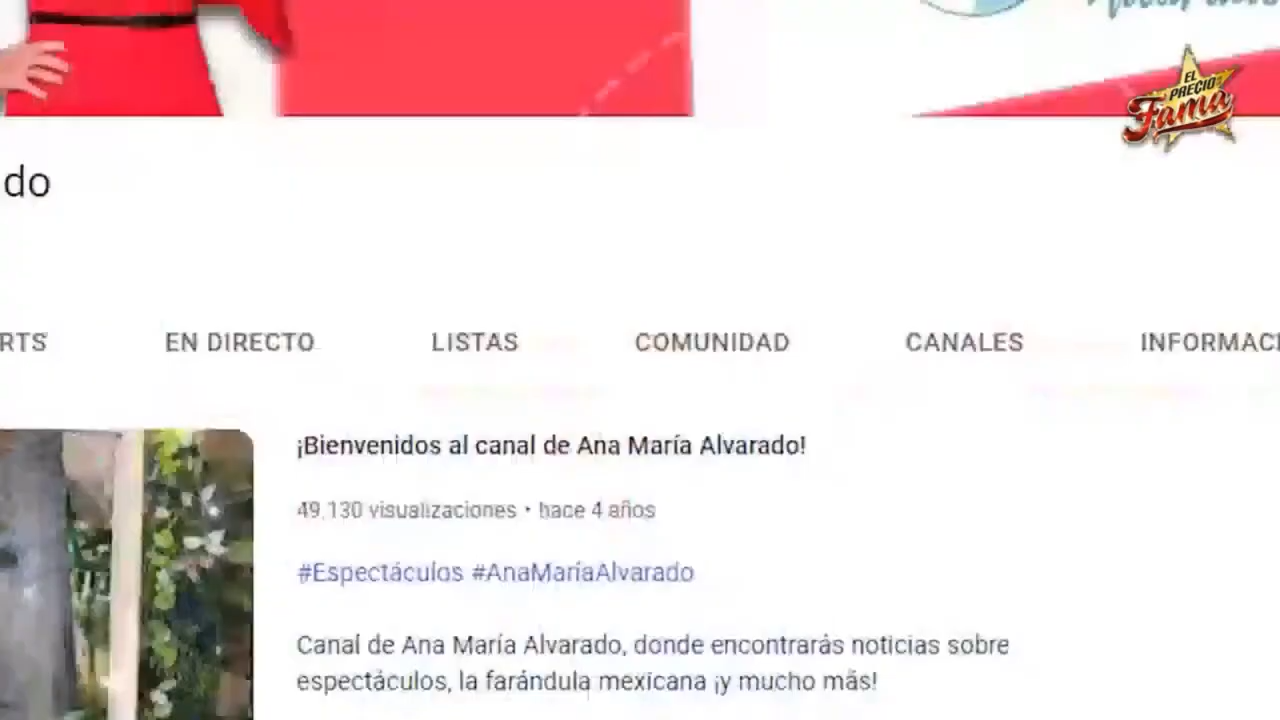 EL
PRECIO
Fama
do
RTS EN DIRECTO LISTAS COMUNIDAD CANALES INFORMACI
¡Bienvenidos al canal de Ana María Alvarado!
49.130 visualizaciones • hace 4 años
#Espectáculos #AnaMaríaAlvarado
Canal de Ana María Alvarado, donde encontrarás noticias sobre
espectáculos, la farándula mexicana ¡y mucho más!